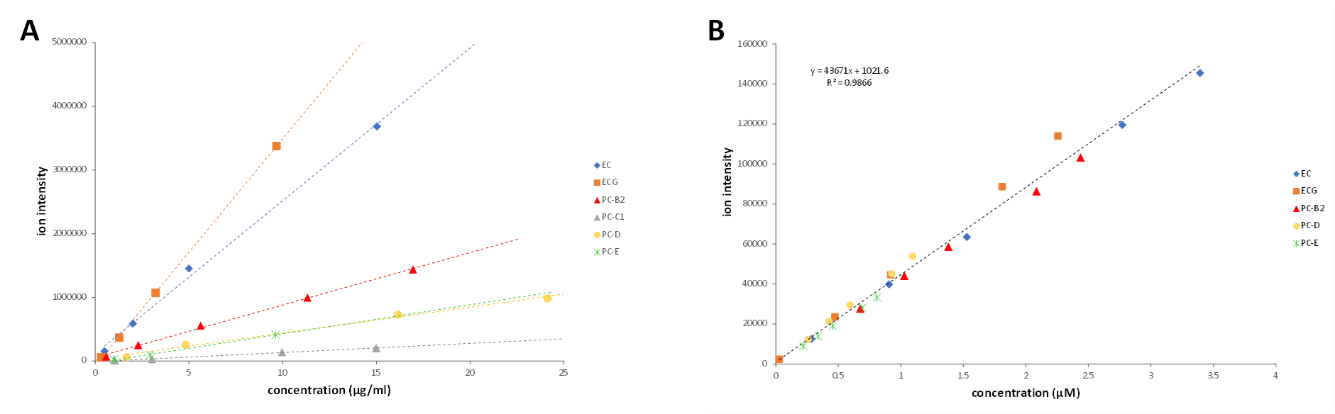 A
5000000
4000000
3000000
2000000
1000000
0
0 5 10 15 20 25
ion intensity
concentration (µg/ml)
EC
ECG
PC-B2
PC-C1
PC-D
PC-E
B
160000
140000
120000
100000
80000
60000
40000
20000
0
0 0.5 1 1.5 2 2.5 3 3.5 4
ion intensity
concentration (µM)
y = 43671x + 1021.6
R² = 0.9866
EC
ECG
PC-B2
PC-D
PC-E